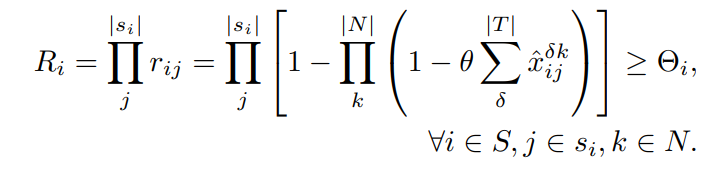 $R_i = \prod_{j}^{|s_i|} r_{ij} = \prod_{j}^{|s_i|} \left[ 1 - \prod_{k}^{|N|} \left( 1 - \theta \sum_{\delta}^{|T|} \hat{x}_{ij}^{\delta k} \right) \right] \geq \Theta_i,$
$\forall i \in S, j \in s_i, k \in N.$